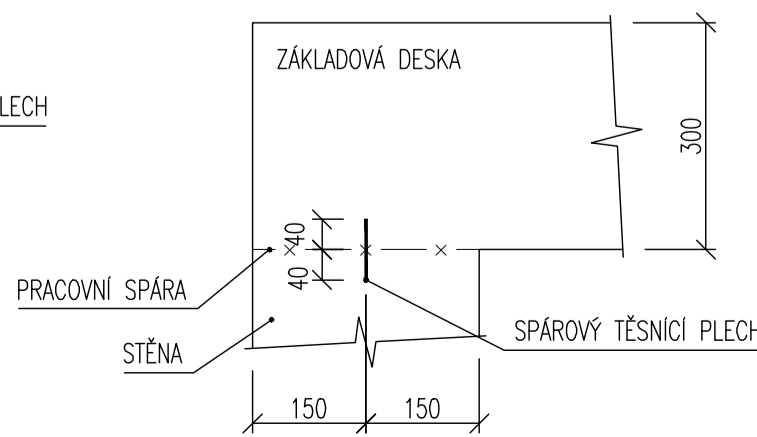 ZÁKLADOVÁ DESKA
LECH
300
40
40
PRACOVNÍ SPÁRA
STĚNA
SPÁROVÝ TĚSNÍCÍ PLECH
150
150